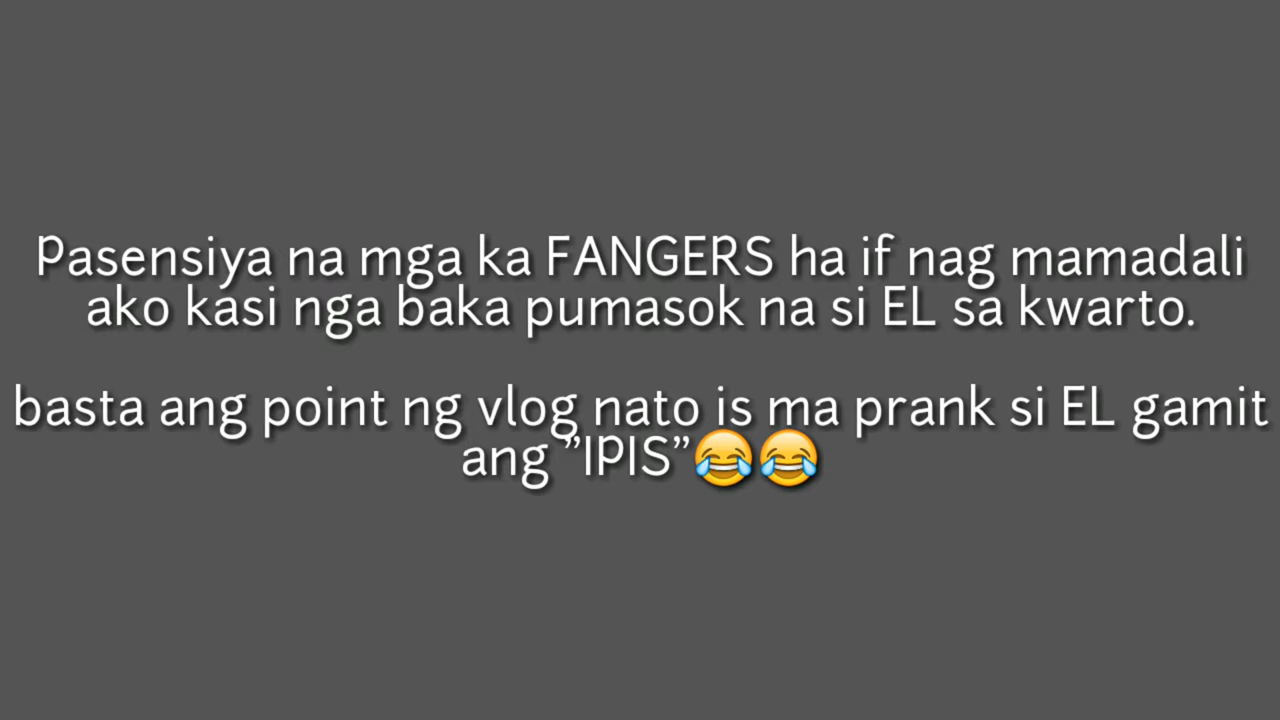 Pasensiya na mga ka FANGERS ha if nag mamadali
ako kasi nga baka pumasok na si EL sa kwarto.
basta ang point ng vlog nato is ma prank si EL gamit
ang ”IPIS”😂😂